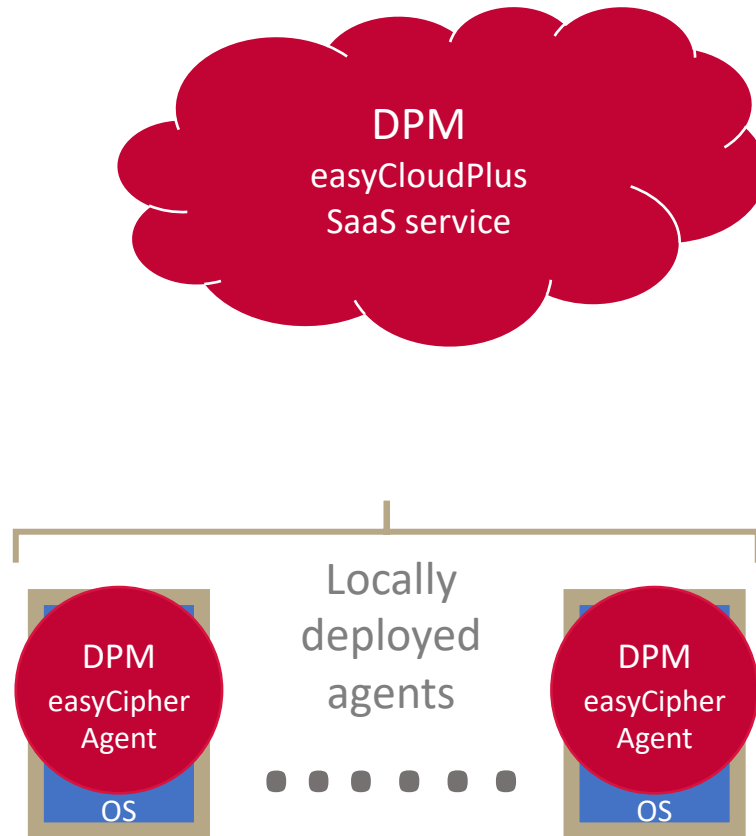 DPM
easyCloudPlus
SaaS service
Locally
deployed
agents
DPM
easyCipher
Agent
OS
DPM
easyCipher
Agent
OS